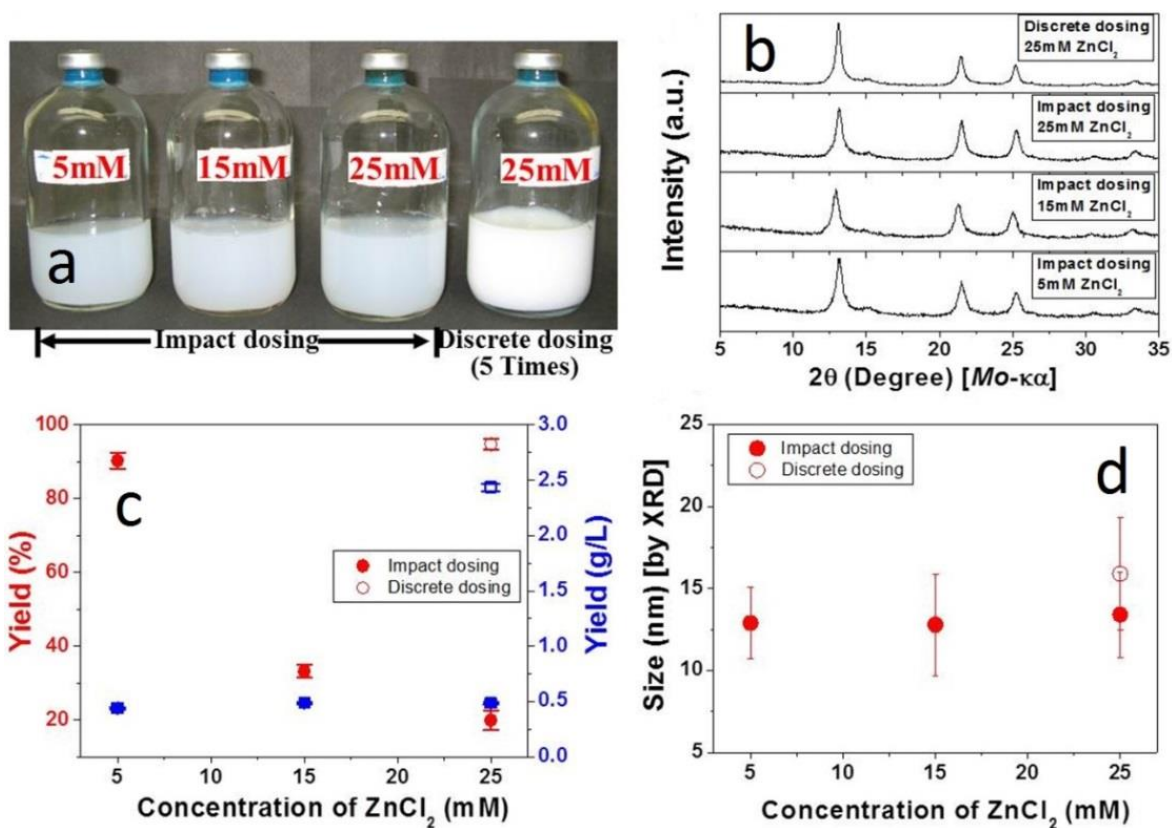 5mM
15mM
25mM
25mM
a
Impact dosing
Discrete dosing
(5 Times)
b
Discrete dosing
25mM ZnCl₂
Impact dosing
25mM ZnCl₂
Impact dosing
15mM ZnCl₂
Impact dosing
5mM ZnCl₂
Intensity (a.u.)
5 10 15 20 25 30 35
2θ (Degree) [Mo-κα]
c
Yield (%)
100
80
60
40
20
Yield (g/L)
3.0
2.5
2.0
1.5
1.0
0.5
0.0
Impact dosing
Discrete dosing
5 10 15 20 25
Concentration of ZnCl₂ (mM)
d
Size (nm) [by XRD]
25
20
15
10
5
Impact dosing
Discrete dosing
5 10 15 20 25
Concentration of ZnCl₂ (mM)